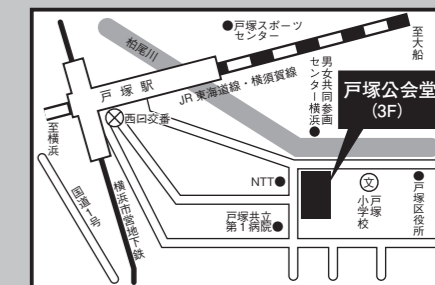 戸塚スポーツ
センター
至大船
柏尾川
男女共同参画
センター横浜
JR 東海道線・横須賀線
戸塚駅
戸塚公会堂
(3F)
至横浜
西口交番
NTT
文
戸塚
小学校
戸塚区役所
国道1号
横浜市営地下鉄
戸塚共立
第1病院